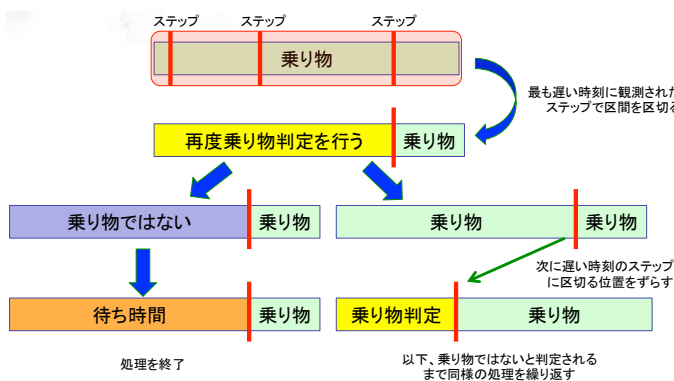 ステップ ステップ ステップ
乗り物
最も遅い時刻に観測された
ステップで区間を区切る
再度乗り物判定を行う 乗り物
乗り物ではない 乗り物 乗り物 乗り物
次に遅い時刻のステップ
に区切る位置をずらす
待ち時間 乗り物 乗り物判定 乗り物
処理を終了
以下、乗り物ではないと判定される
まで同様の処理を繰り返す